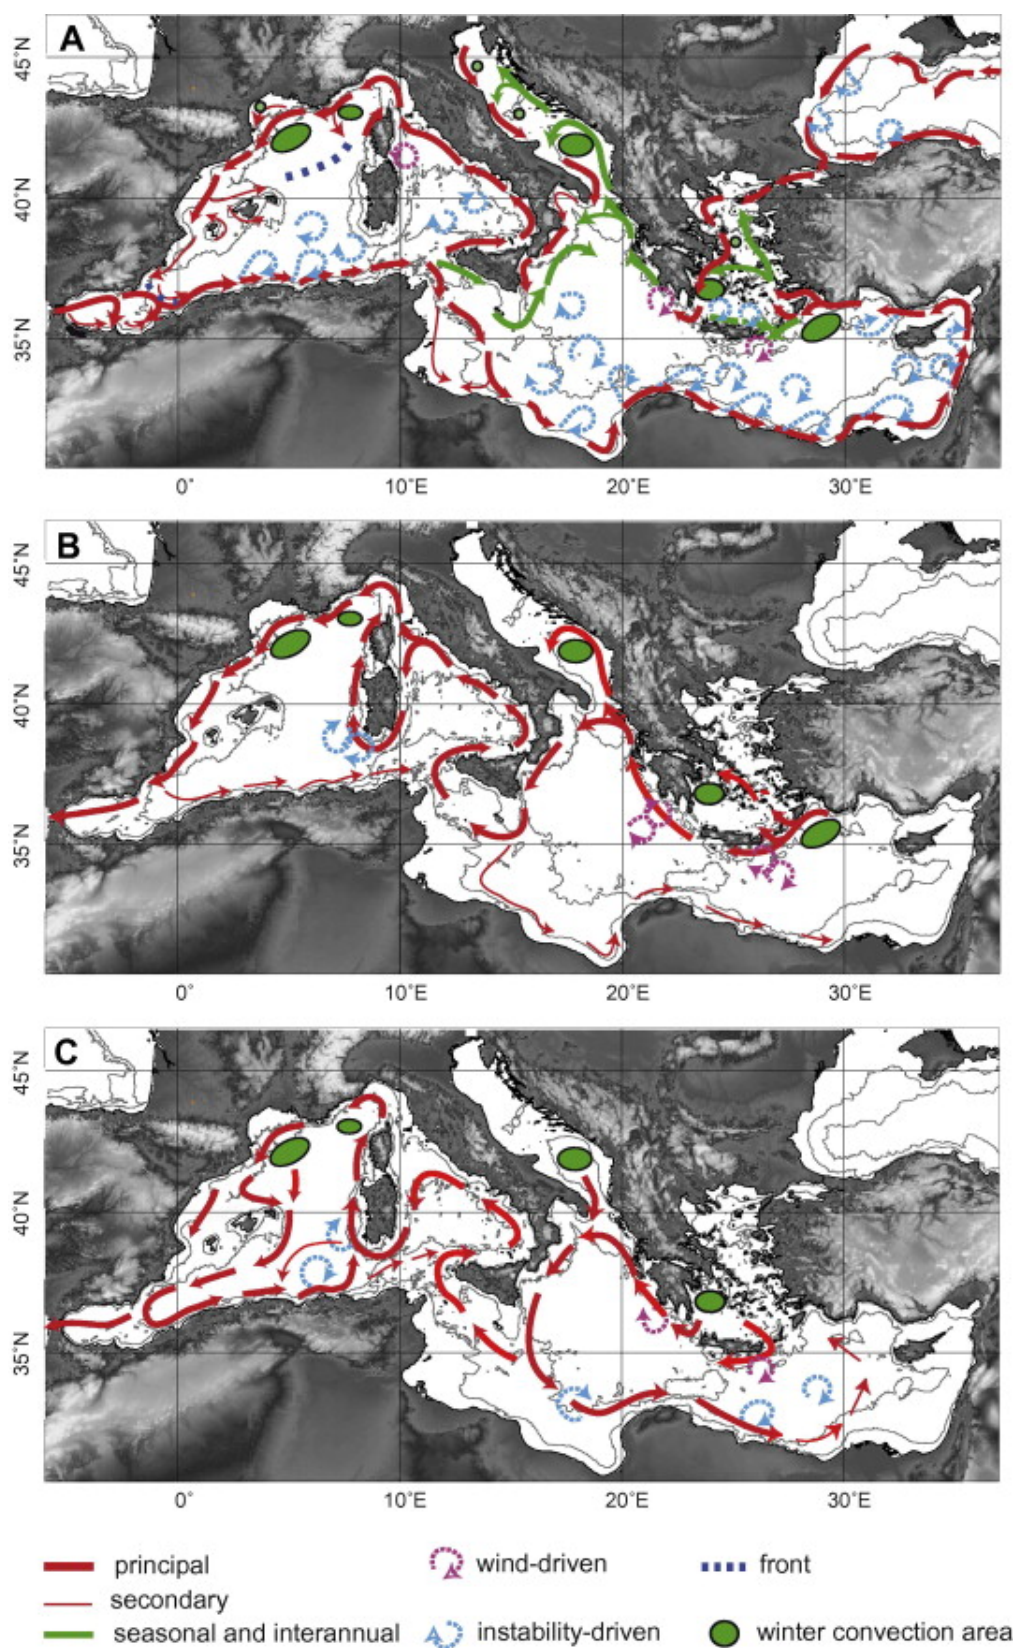 A
45°N
40°N
35°N
0° 10°E 20°E 30°E
B
45°N
40°N
35°N
0° 10°E 20°E 30°E
C
45°N
40°N
35°N
0° 10°E 20°E 30°E
principal wind-driven front
secondary
seasonal and interannual instability-driven winter convection area